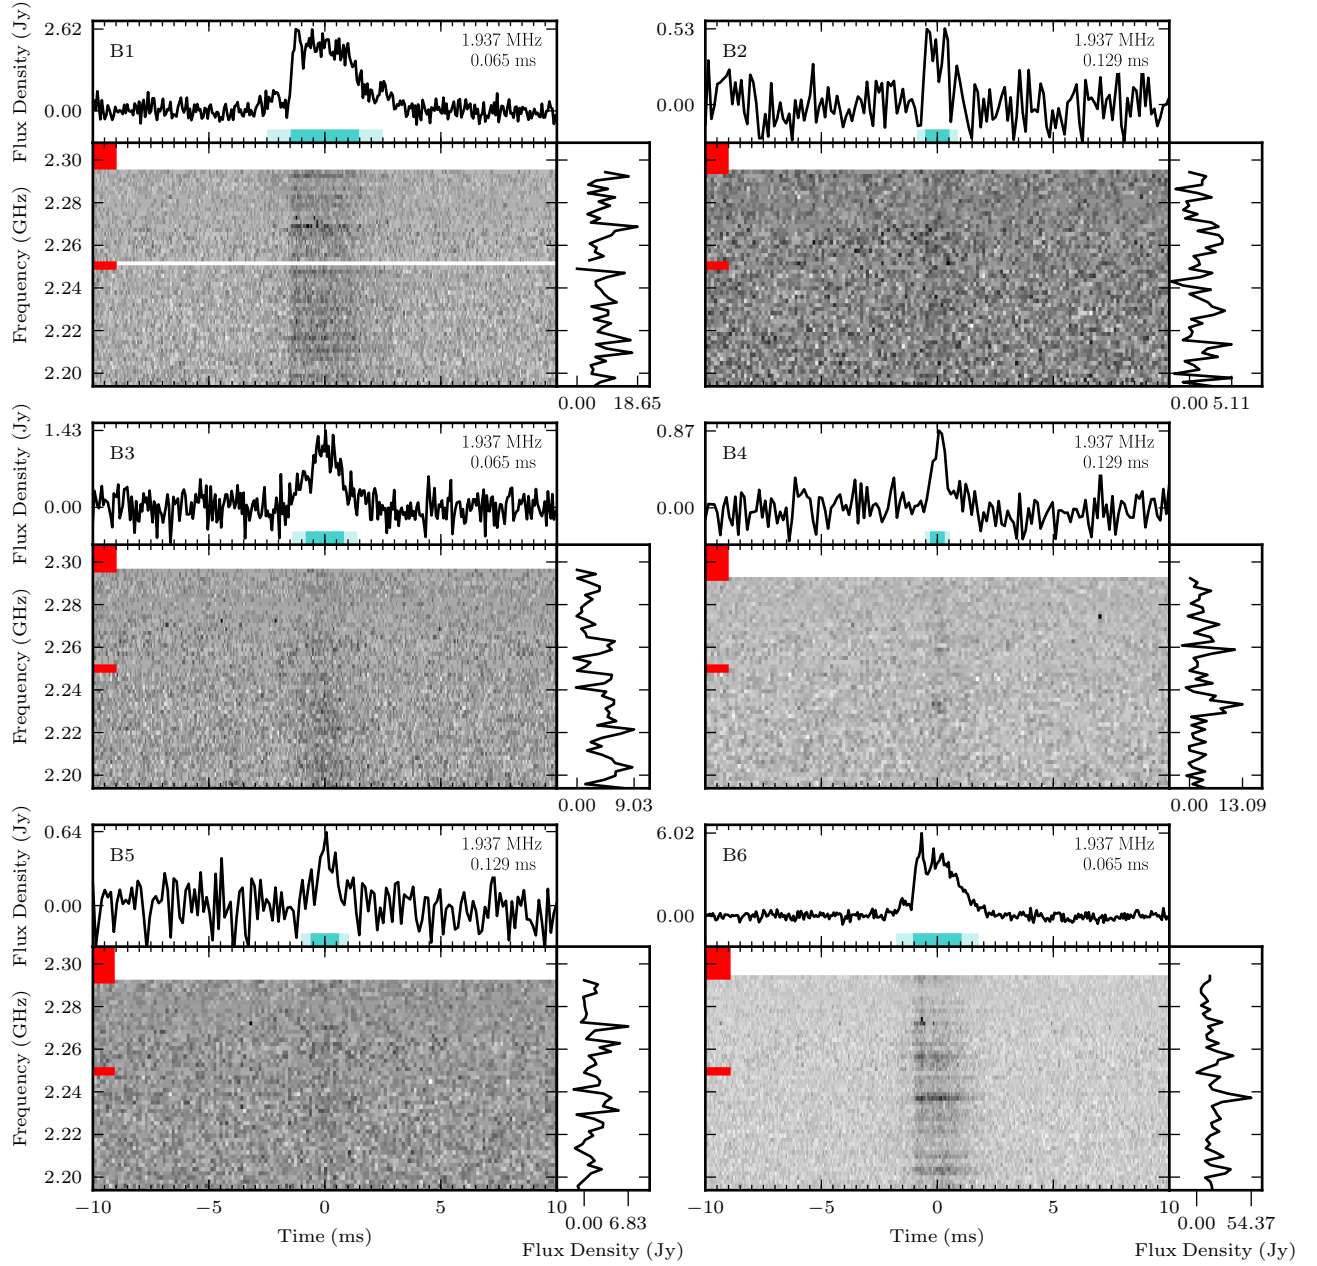 2.62
0.00
Flux Density (Jy)
B1
1.937 MHz
0.065 ms
2.30
2.28
2.26
2.24
2.22
2.20
Frequency (GHz)
0.00 18.65
0.53
0.00
B2
1.937 MHz
0.129 ms
0.00 5.11
1.43
0.00
Flux Density (Jy)
B3
1.937 MHz
0.065 ms
2.30
2.28
2.26
2.24
2.22
2.20
Frequency (GHz)
0.00 9.03
0.87
0.00
B4
1.937 MHz
0.129 ms
0.00 13.09
0.64
0.00
Flux Density (Jy)
B5
1.937 MHz
0.129 ms
2.30
2.28
2.26
2.24
2.22
2.20
Frequency (GHz)
−10 −5 0 5 10
Time (ms)
0.00 6.83
Flux Density (Jy)
6.02
0.00
B6
1.937 MHz
0.065 ms
−10 −5 0 5 10
Time (ms)
0.00 54.37
Flux Density (Jy)